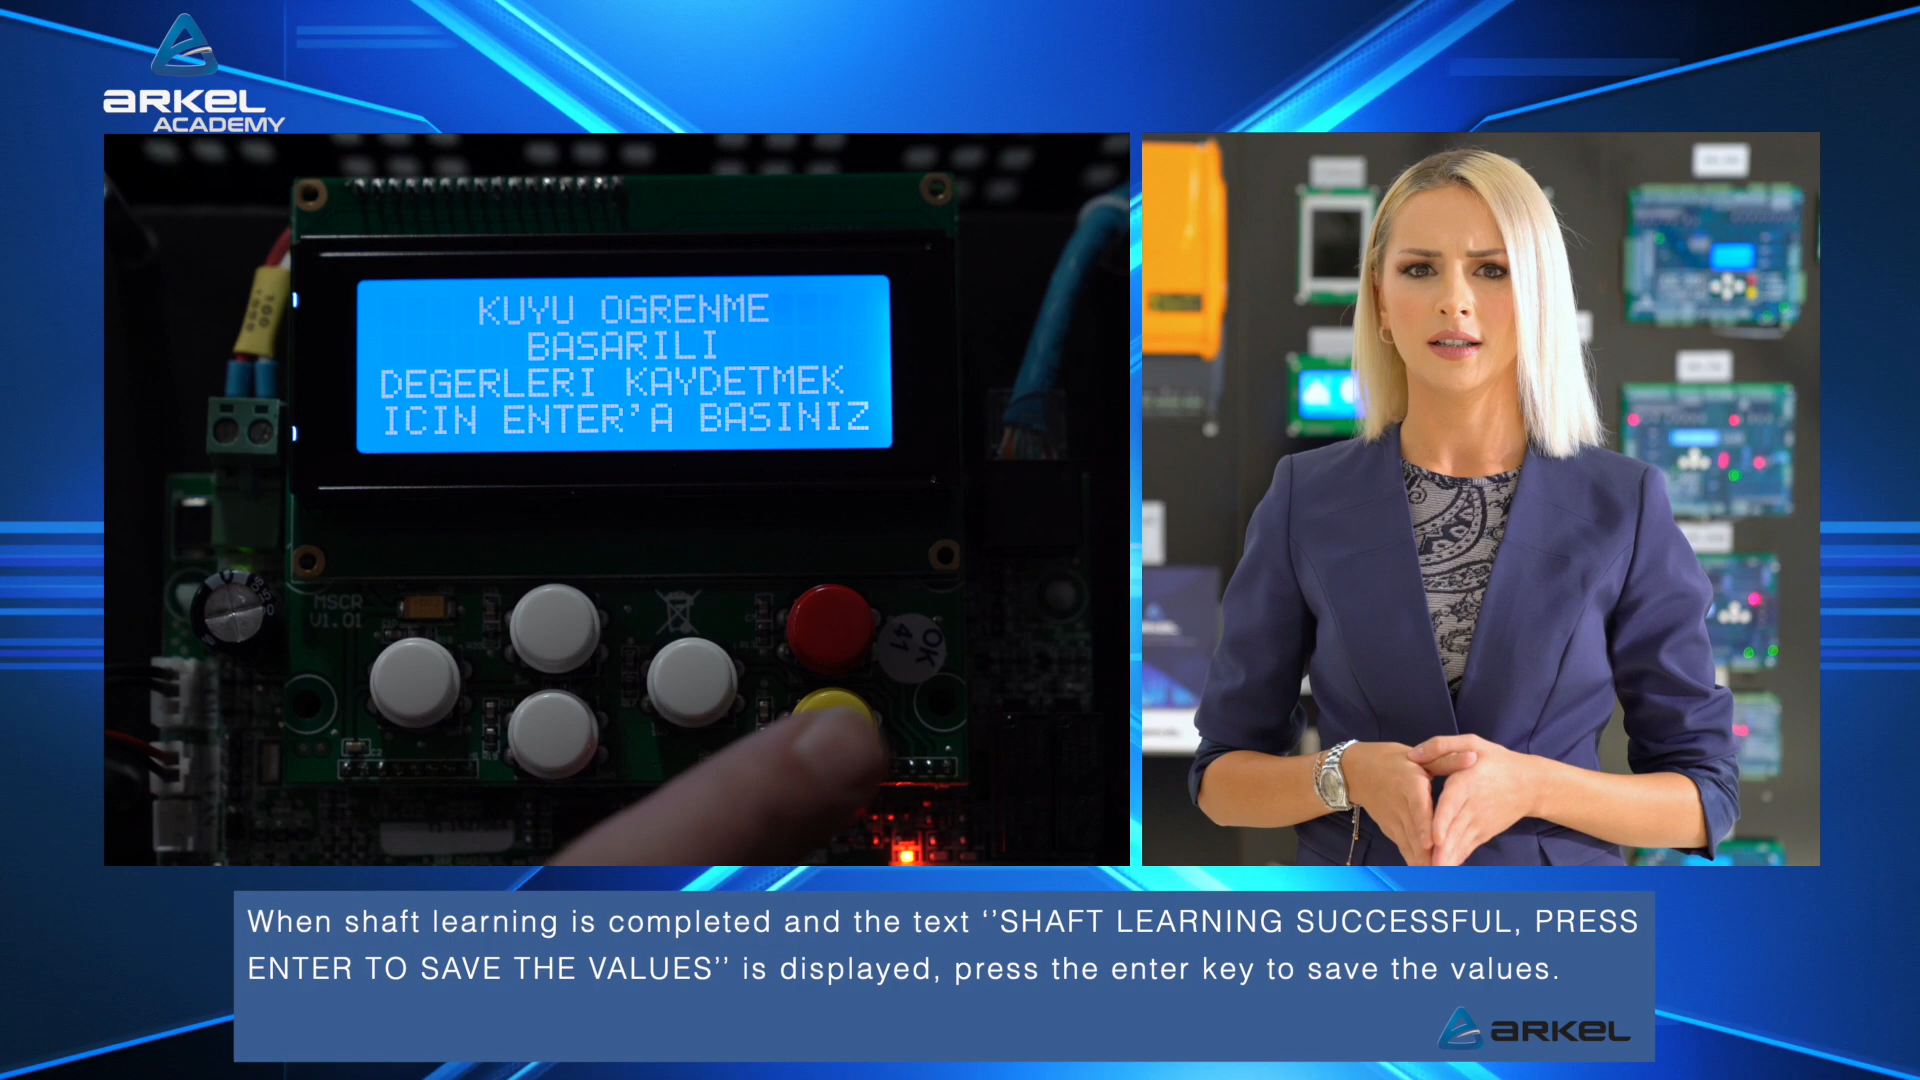 ARKEL
ACADEMY
KUYU OGRENME
BASARILI
DEGERLERI KAYDETMEK
ICIN ENTER'A BASINIZ
100
MSCR
V1.01
OK
41
When shaft learning is completed and the text ‘’SHAFT LEARNING SUCCESSFUL, PRESS
ENTER TO SAVE THE VALUES’’ is displayed, press the enter key to save the values.
ARKEL